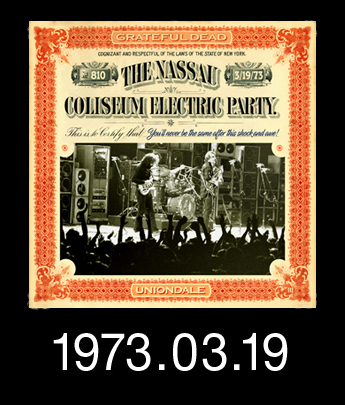 GRATEFUL DEAD
COGNIZANT AND RESPECTFUL OF THE LAWS OF THE STATE OF NEW YORK.
810
THE NASSAU
3/19/73
COLISEUM ELECTRIC PARTY.
This is to Certify that You'll never be the same after this shock and awe!
UNIONDALE
1973.03.19